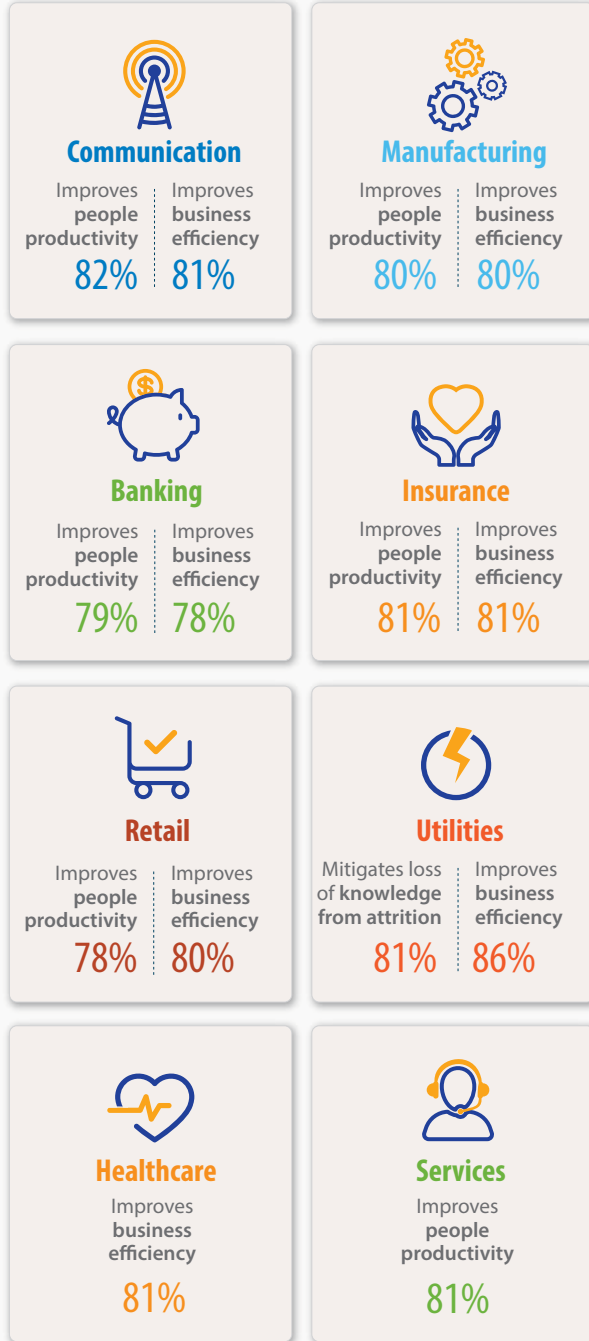 Communication
Improves
people
productivity
82%
Improves
business
efficiency
81%
Manufacturing
Improves
people
productivity
80%
Improves
business
efficiency
80%
$
Banking
Improves
people
productivity
79%
Improves
business
efficiency
78%
Insurance
Improves
people
productivity
81%
Improves
business
efficiency
81%
Retail
Improves
people
productivity
78%
Improves
business
efficiency
80%
Utilities
Mitigates loss
of knowledge
from attrition
81%
Improves
business
efficiency
86%
Healthcare
Improves
business
efficiency
81%
Services
Improves
people
productivity
81%